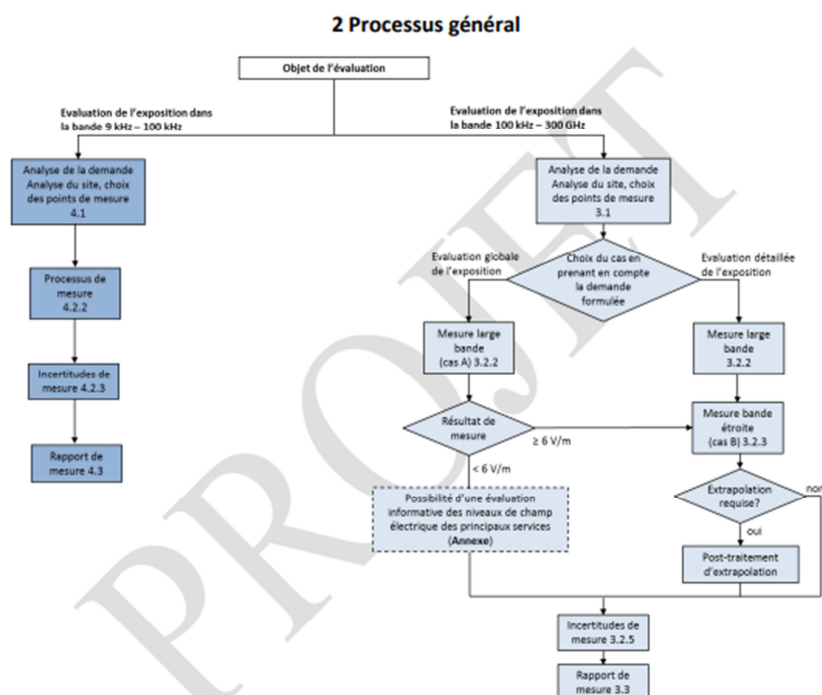 2 Processus général
Objet de l'évaluation
Evaluation de l'exposition dans
la bande 9 kHz – 100 kHz
Evaluation de l'exposition dans
la bande 100 kHz – 300 GHz
Analyse de la demande
Analyse du site, choix
des points de mesure
4.1
Processus de
mesure
4.2.2
Incertitudes de
mesure 4.2.3
Rapport de
mesure 4.3
Analyse de la demande
Analyse du site, choix
des points de mesure
3.1
Choix du cas en
prenant en compte
la demande
formulée
Evaluation globale
de l'exposition
Evaluation détaillée
de l'exposition
Mesure large
bande
(cas A) 3.2.2
Mesure large
bande
3.2.2
Résultat de
mesure
≥ 6 V/m
< 6 V/m
Mesure bande
étroite
(cas B) 3.2.3
Possibilité d'une évaluation
informative des niveaux de champ
électrique des principaux services
(Annexe)
Extrapolation
requise?
non
oui
Post-traitement
d'extrapolation
Incertitudes de
mesure 3.2.5
Rapport de
mesure 3.3
PROJET